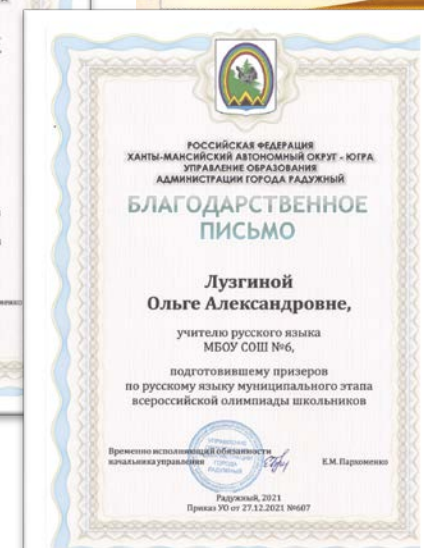 РОССИЙСКАЯ ФЕДЕРАЦИЯ
ХАНТЫ-МАНСИЙСКИЙ АВТОНОМНЫЙ ОКРУГ - ЮГРА
УПРАВЛЕНИЕ ОБРАЗОВАНИЯ
АДМИНИСТРАЦИИ ГОРОДА РАДУЖНЫЙ
БЛАГОДАРСТВЕННОЕ
ПИСЬМО
Лузгиной
Ольге Александровне,
учителю русского языка
МБОУ СОШ №6,
подготовившему призеров
по русскому языку муниципального этапа
всероссийской олимпиады школьников
Временно исполняющий обязанности
начальника управления Е.М. Пархоменко
Радужный, 2021
Приказ УО от 27.12.2021 №607